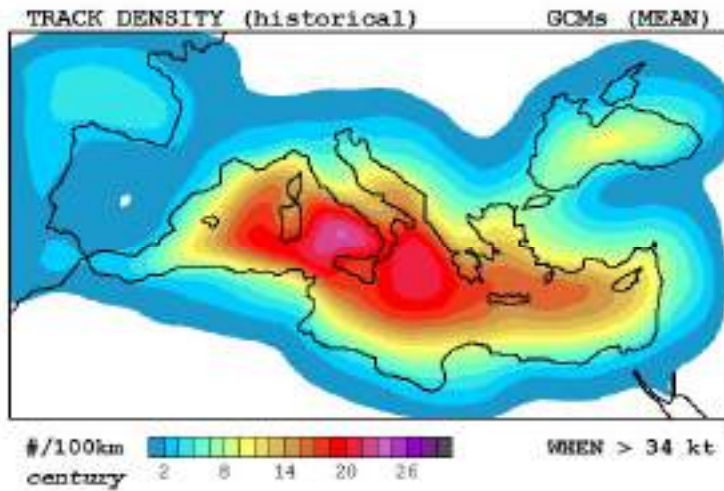 TRACK DENSITY (historical) GCMs (MEAN)
#/100km 2 8 14 20 26 WHEN > 34 kt
century